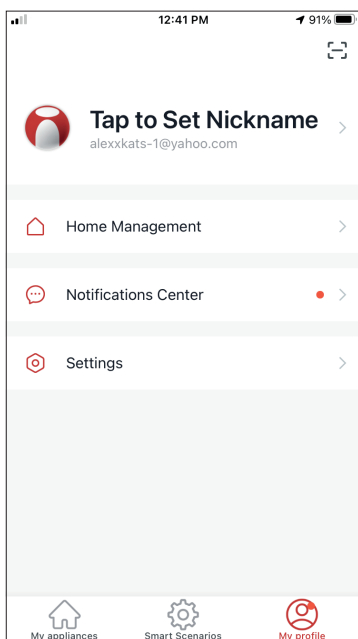 12:41 PM
91%
Tap to Set Nickname
alexxkats-1@yahoo.com
Home Management
Notifications Center
Settings
My appliances
Smart Scenarios
My profile